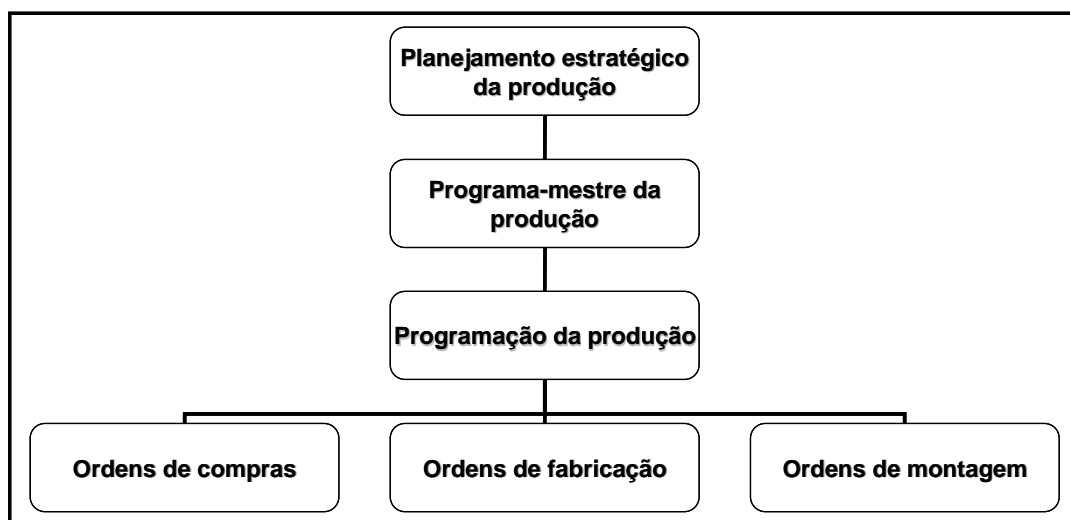 Planejamento estratégico
da produção
Programa-mestre da
produção
Programação da produção
Ordens de compras
Ordens de fabricação
Ordens de montagem